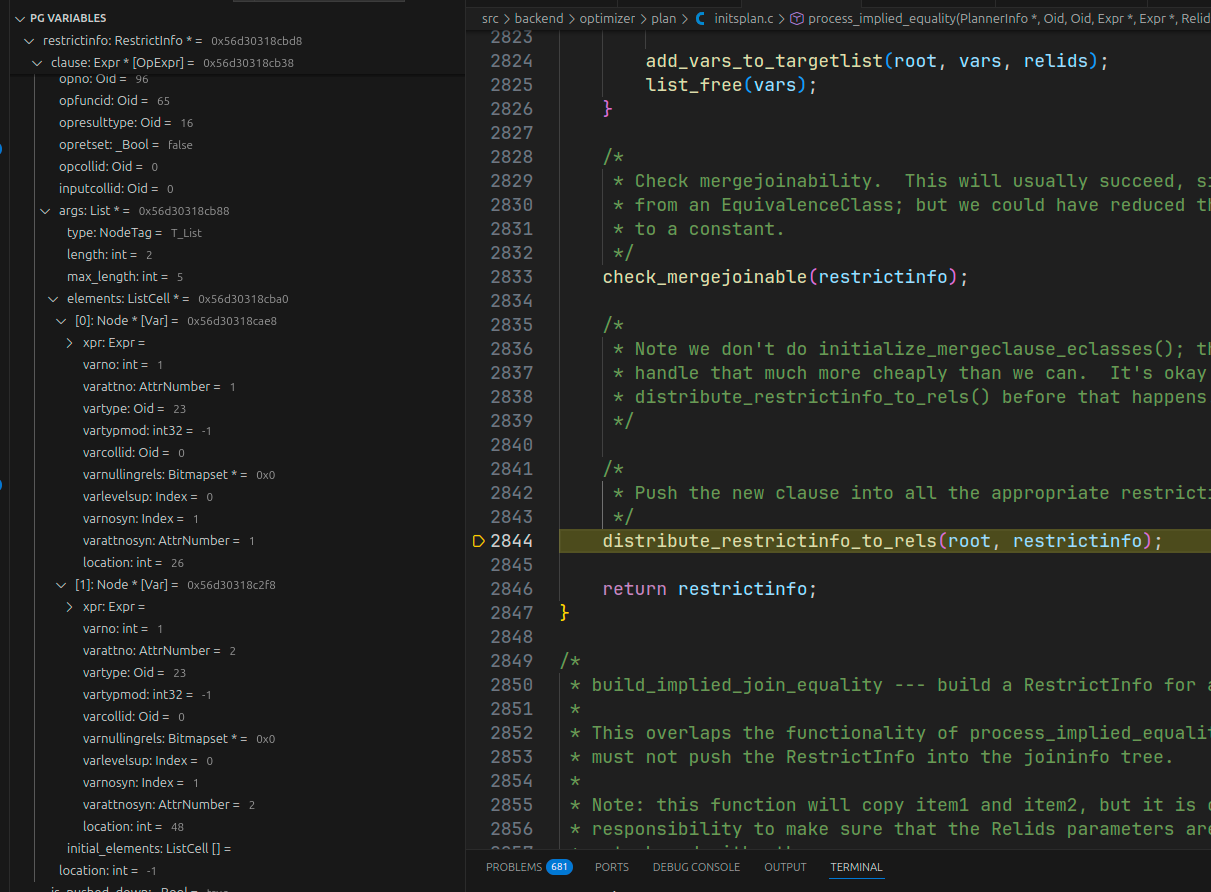 PG VARIABLES
restrictinfo: RestrictInfo * = 0x56d30318cbd8
clause: Expr * [OpExpr] = 0x56d30318cb38
opno: Oid = 96
opfuncid: Oid = 65
opresulttype: Oid = 16
opretset: _Bool = false
opcollid: Oid = 0
inputcollid: Oid = 0
args: List * = 0x56d30318cb88
type: NodeTag = T_List
length: int = 2
max_length: int = 5
elements: ListCell * = 0x56d30318cba0
[0]: Node * [Var] = 0x56d30318cae8
xpr: Expr =
varno: int = 1
varattno: AttrNumber = 1
vartype: Oid = 23
vartypmod: int32 = -1
varcollid: Oid = 0
varnullingrels: Bitmapset * = 0x0
varlevelsup: Index = 0
varnosyn: Index = 1
varattnosyn: AttrNumber = 1
location: int = 26
[1]: Node * [Var] = 0x56d30318c2f8
xpr: Expr =
varno: int = 1
varattno: AttrNumber = 2
vartype: Oid = 23
vartypmod: int32 = -1
varcollid: Oid = 0
varnullingrels: Bitmapset * = 0x0
varlevelsup: Index = 0
varnosyn: Index = 1
varattnosyn: AttrNumber = 2
location: int = 48
initial_elements: ListCell [] =
location: int = -1
is_pushed_down: _Bool = true
src > backend > optimizer > plan > C initsplan.c > process_implied_equality(PlannerInfo *, Oid, Oid, Expr *, Expr *, Relid
2823
2824 add_vars_to_targetlist(root, vars, relids);
2825 list_free(vars);
2826 }
2827
2828 /*
2829 * Check mergejoinability.  This will usually succeed, si
2830 * from an EquivalenceClass; but we could have reduced th
2831 * to a constant.
2832 */
2833 check_mergejoinable(restrictinfo);
2834
2835 /*
2836 * Note we don't do initialize_mergeclause_eclasses(); th
2837 * handle that much more cheaply than we can.  It's okay
2838 * distribute_restrictinfo_to_rels() before that happens
2839 */
2840
2841 /*
2842 * Push the new clause into all the appropriate restricti
2843 */
2844 distribute_restrictinfo_to_rels(root, restrictinfo);
2845
2846 return restrictinfo;
2847 }
2848
2849 /*
2850 * build_implied_join_equality --- build a RestrictInfo for a
2851 *
2852 * This overlaps the functionality of process_implied_equalit
2853 * must not push the RestrictInfo into the joininfo tree.
2854 *
2855 * Note: this function will copy item1 and item2, but it is c
2856 * responsibility to make sure that the Relids parameters are
PROBLEMS 681 PORTS DEBUG CONSOLE OUTPUT TERMINAL